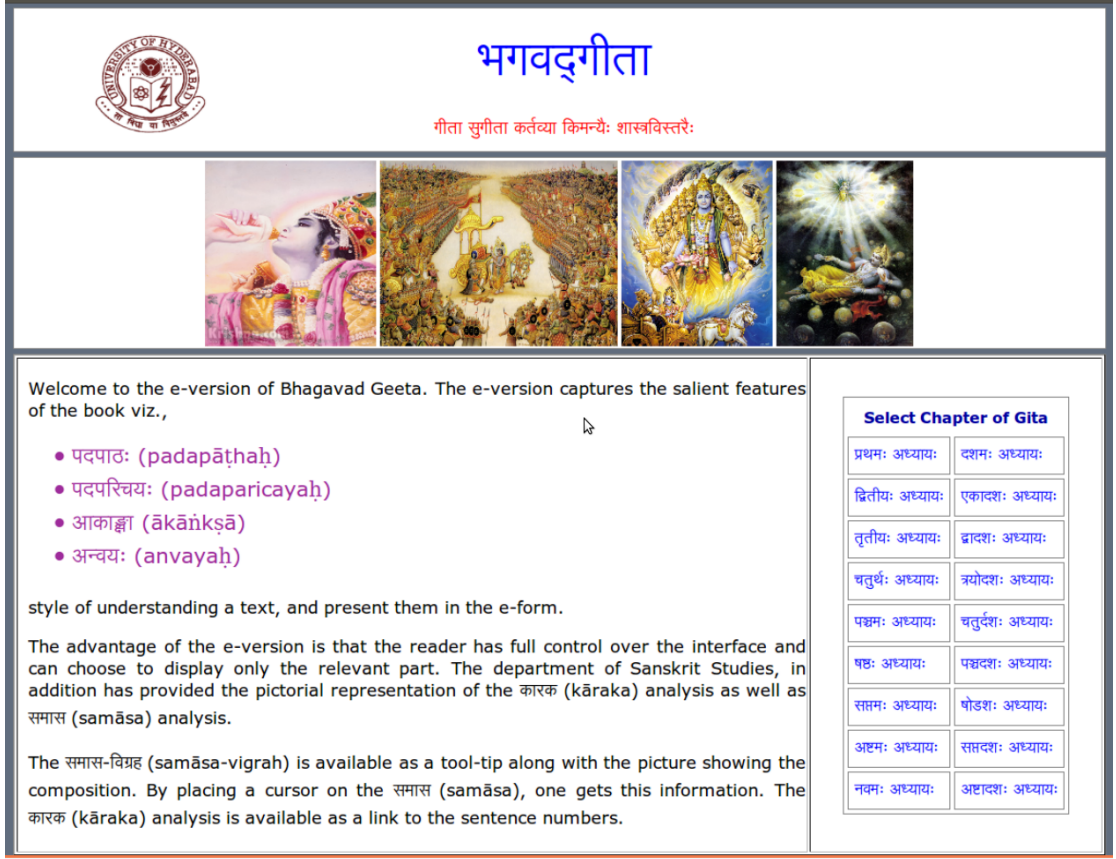 UNIVERSITY OF HYDERABAD
सा विद्या या विमुक्तये
भगवद्गीता
गीता सुगीता कर्तव्या किमन्यैः शास्त्रविस्तरैः
Welcome to the e-version of Bhagavad Geeta. The e-version captures the salient features
of the book viz.,
• पदपाठः (padapāṭhaḥ)
• पदपरिचयः (padaparicayaḥ)
• आकाङ्क्षा (ākāṅkṣā)
• अन्वयः (anvayaḥ)
style of understanding a text, and present them in the e-form.
The advantage of the e-version is that the reader has full control over the interface and
can choose to display only the relevant part. The department of Sanskrit Studies, in
addition has provided the pictorial representation of the कारक (kāraka) analysis as well as
समास (samāsa) analysis.
The समास-विग्रह (samāsa-vigrah) is available as a tool-tip along with the picture showing the
composition. By placing a cursor on the समास (samāsa), one gets this information. The
कारक (kāraka) analysis is available as a link to the sentence numbers.
Select Chapter of Gita
प्रथमः अध्यायः दशमः अध्यायः
द्वितीयः अध्यायः एकादशः अध्यायः
तृतीयः अध्यायः द्वादशः अध्यायः
चतुर्थः अध्यायः त्रयोदशः अध्यायः
पञ्चमः अध्यायः चतुर्दशः अध्यायः
षष्ठः अध्यायः पञ्चदशः अध्यायः
सप्तमः अध्यायः षोडशः अध्यायः
अष्टमः अध्यायः सप्तदशः अध्यायः
नवमः अध्यायः अष्टादशः अध्यायः